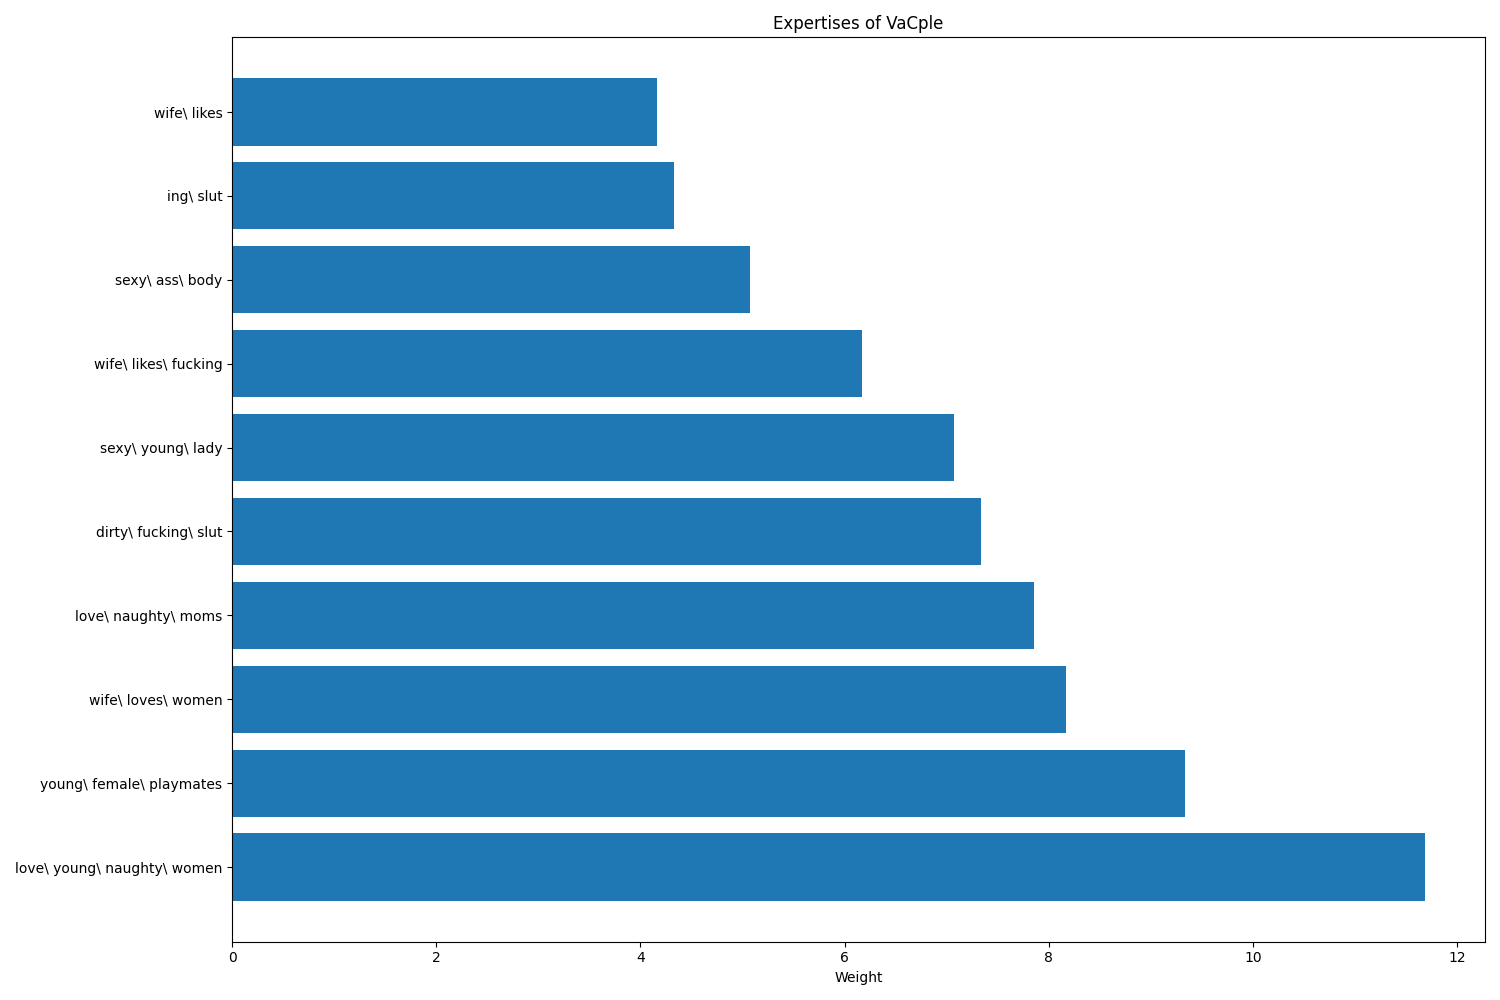 Expertises of VaCple
wife\ likes
ing\ slut
sexy\ ass\ body
wife\ likes\ fucking
sexy\ young\ lady
dirty\ fucking\ slut
love\ naughty\ moms
wife\ loves\ women
young\ female\ playmates
love\ young\ naughty\ women
0 2 4 6 8 10 12
Weight